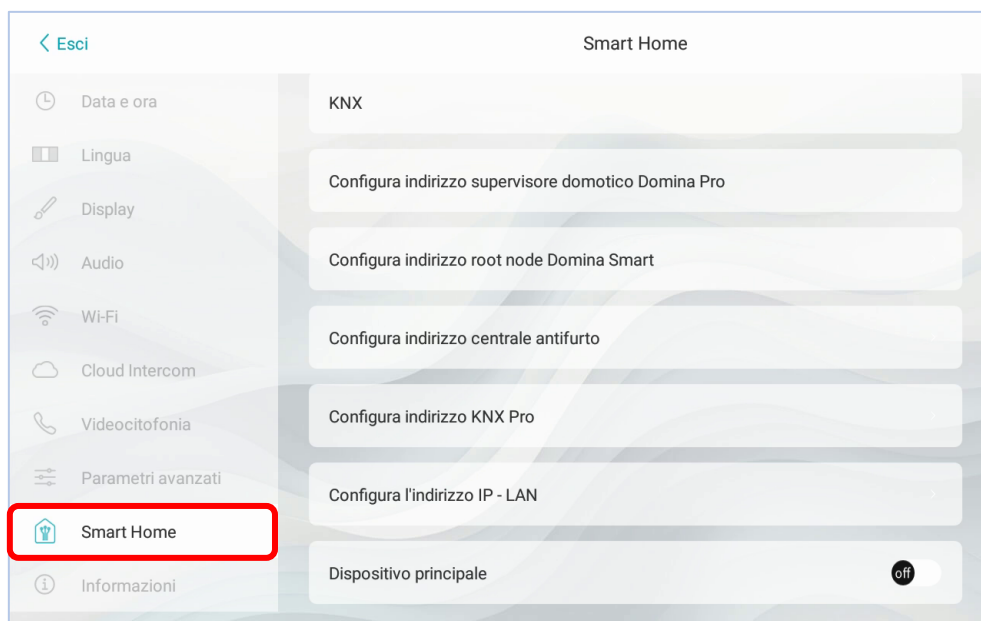 Esci
Smart Home
Data e ora
Lingua
Display
Audio
Wi-Fi
Cloud Intercom
Videocitofonia
Parametri avanzati
Smart Home
Informazioni
KNX
Configura indirizzo supervisore domotico Domina Pro
Configura indirizzo root node Domina Smart
Configura indirizzo centrale antifurto
Configura indirizzo KNX Pro
Configura l'indirizzo IP - LAN
Dispositivo principale
off